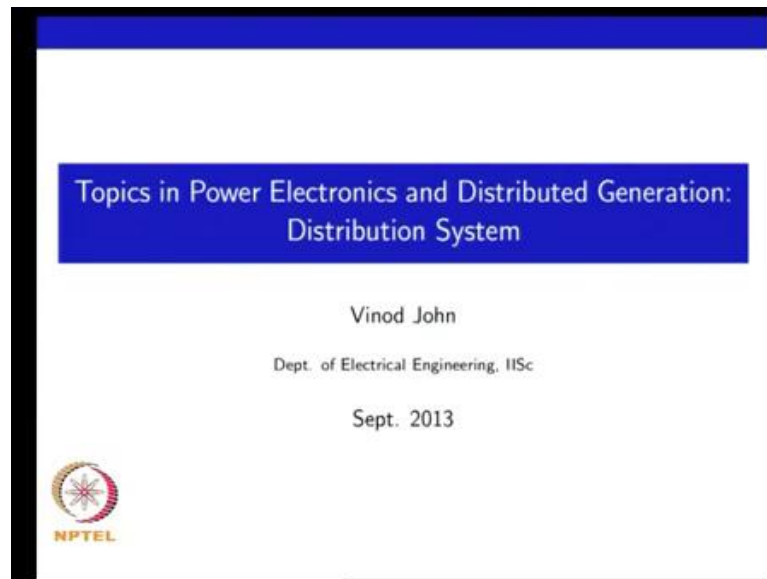 Topics in Power Electronics and Distributed Generation:
Distribution System
Vinod John
Dept. of Electrical Engineering, IISc
Sept. 2013
NPTEL